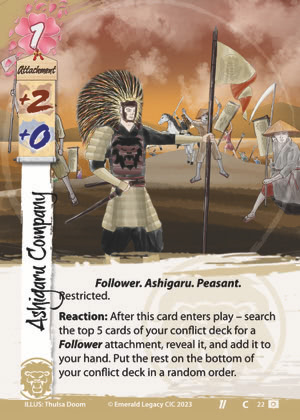 1
Attachment
+2
+0
Ashigaru Company
Follower. Ashigaru. Peasant.
Restricted.
Reaction: After this card enters play – search
the top 5 cards of your conflict deck for a
Follower attachment, reveal it, and add it to
your hand. Put the rest on the bottom of
your conflict deck in a random order.
ILLUS: Thulsa Doom
© Emerald Legacy CIC 2023
C
22